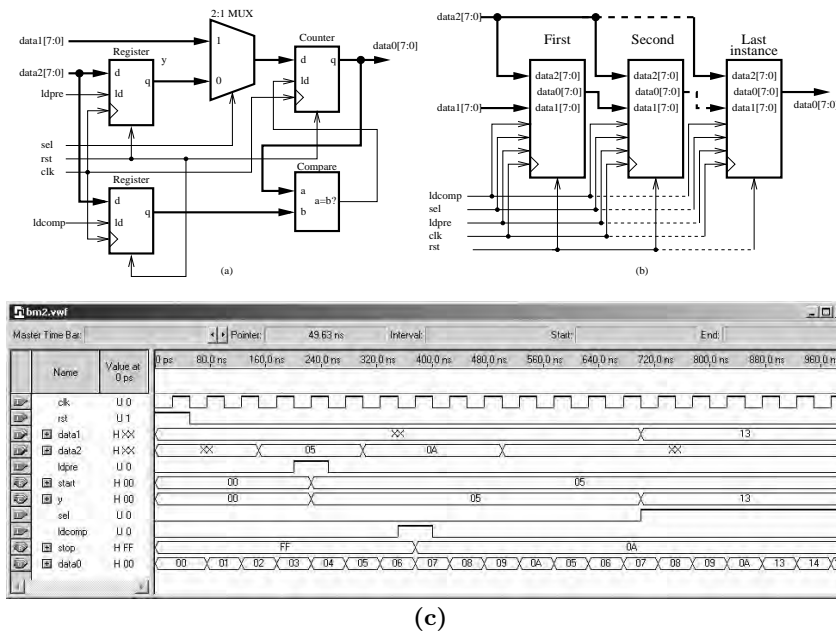 2:1 MUX
data1[7:0]
Register
y
1
Counter
data0[7:0]
data2[7:0]
d
q
0
d
q
ldpre
ld
ld
sel
rst
clk
Register
Compare
d
q
a
a=b?
ldcomp
ld
b
(a)
data2[7:0]
First
Second
Last
instance
data2[7:0]
data2[7:0]
data2[7:0]
data0[7:0]
data0[7:0]
data0[7:0]
data1[7:0]
data1[7:0]
data1[7:0]
data1[7:0]
ldcomp
sel
ldpre
clk
rst
(b)
bm2.vwf
Master Time Bar:
Pointer:
49.63 ns
Interval:
Start:
End:
Name
Value at
0 ps
0 ps
80.0 ns
160.0 ns
240.0 ns
320.0 ns
400.0 ns
480.0 ns
560.0 ns
640.0 ns
720.0 ns
800.0 ns
880.0 ns
960.0 n
clk U 0
rst U 1
data1 H XX XX 13
data2 H XX XX 05 0A XX
ldpre U 0
start H 00 00 05
y H 00 00 05 13
sel U 0
ldcomp U 0
stop H FF FF 0A
data0 H 00 00 01 02 03 04 05 06 07 08 09 0A 05 06 07 08 09 0A 13 14
(c)